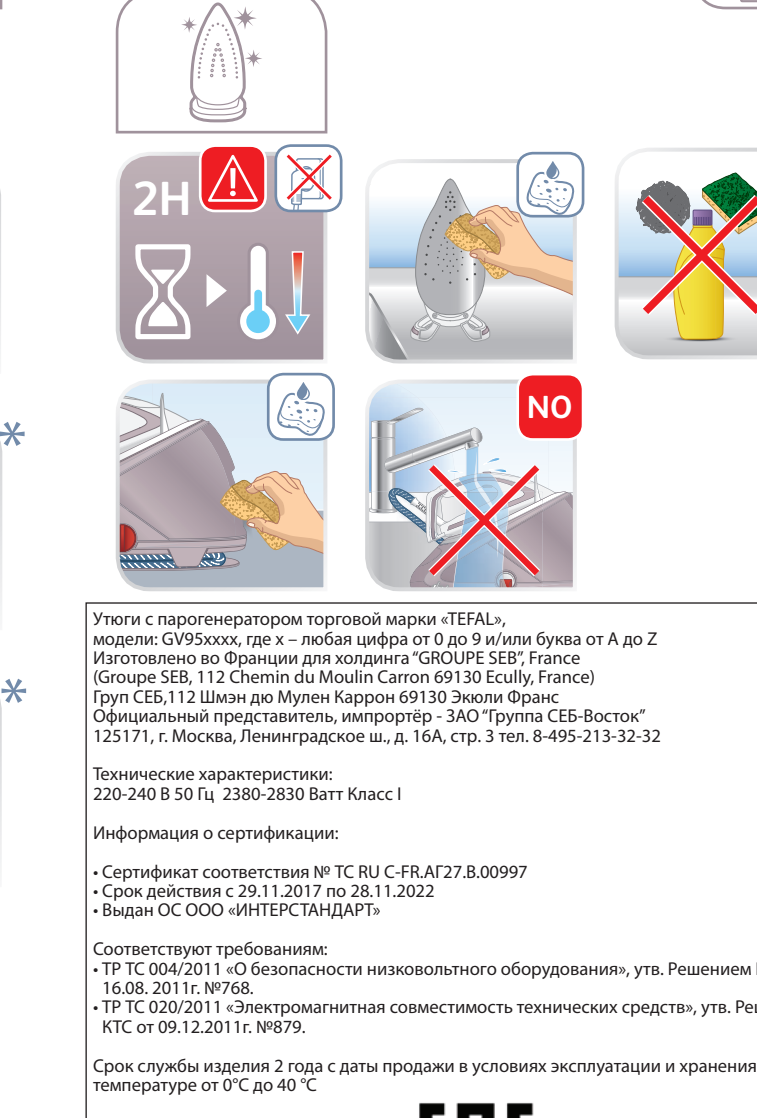 2H
NO
Утюги с парогенератором торговой марки «TEFAL»,
модели: GV95xxxx, где x – любая цифра от 0 до 9 и/или буква от A до Z
Изготовлено во Франции для холдинга “GROUPE SEB”, France
(Groupe SEB, 112 Chemin du Moulin Carron 69130 Ecully, France)
Груп СЕБ,112 Шмэн дю Мулен Каррон 69130 Экюли Франс
Официальный представитель, импрортёр - ЗАО “Группа СЕБ-Восток”
125171, г. Москва, Ленинградское ш., д. 16А, стр. 3 тел. 8-495-213-32-32
Технические характеристики:
220-240 В 50 Гц 2380-2830 Ватт Класс I
Информация о сертификации:
• Сертификат соответствия № ТС RU C-FR.АГ27.В.00997
• Срок действия с 29.11.2017 по 28.11.2022
• Выдан ОС ООО «ИНТЕРСТАНДАРТ»
Соответствуют требованиям:
• ТР ТС 004/2011 «О безопасности низковольтного оборудования», утв. Решением
16.08. 2011г. №768.
• ТР ТС 020/2011 «Электромагнитная совместимость технических средств», утв.
КТС от 09.12.2011г. №879.
Срок службы изделия 2 года с даты продажи в условиях эксплуатации и хранения
температуре от 0°C до 40 °C